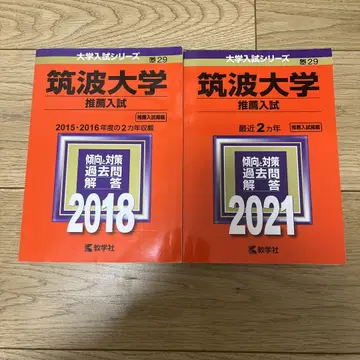 大学入試シリーズ
29
筑波大学
推薦入試
推薦入試掲載
2015・2016年度の2カ年収載
傾向と対策
過去問
解答
2018
教学社
大学入試シリーズ
29
筑波大学
推薦入試
最近2カ年
推薦入試掲載
傾向と対策
過去問
解答
2021
教学社